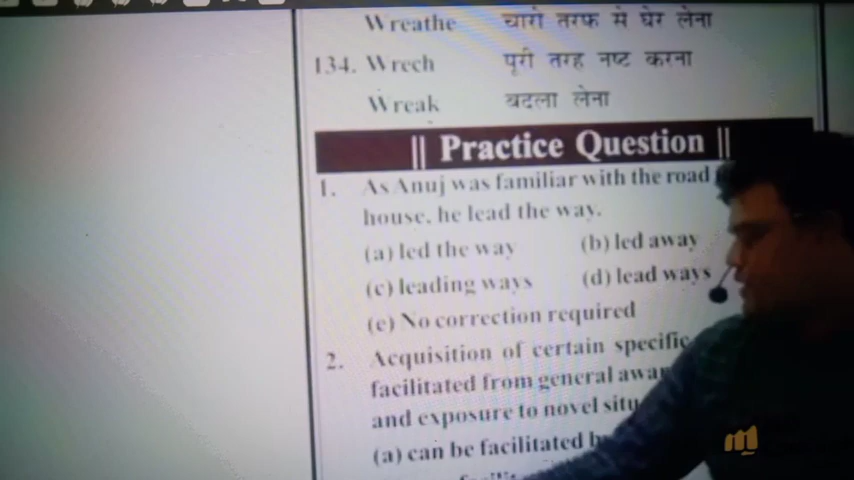 Wreathe चारो तरफ से घेर लेना
134. Wrech पूरी तरह नष्ट करना
Wreak बदला लेना
|| Practice Question ||
1. As Anuj was familiar with the road
house, he lead the way.
(a) led the way (b) led away
(c) leading ways (d) lead ways
(e) No correction required
2. Acquisition of certain specific
facilitated from general
and exposure to novel
(a) can be facilitated